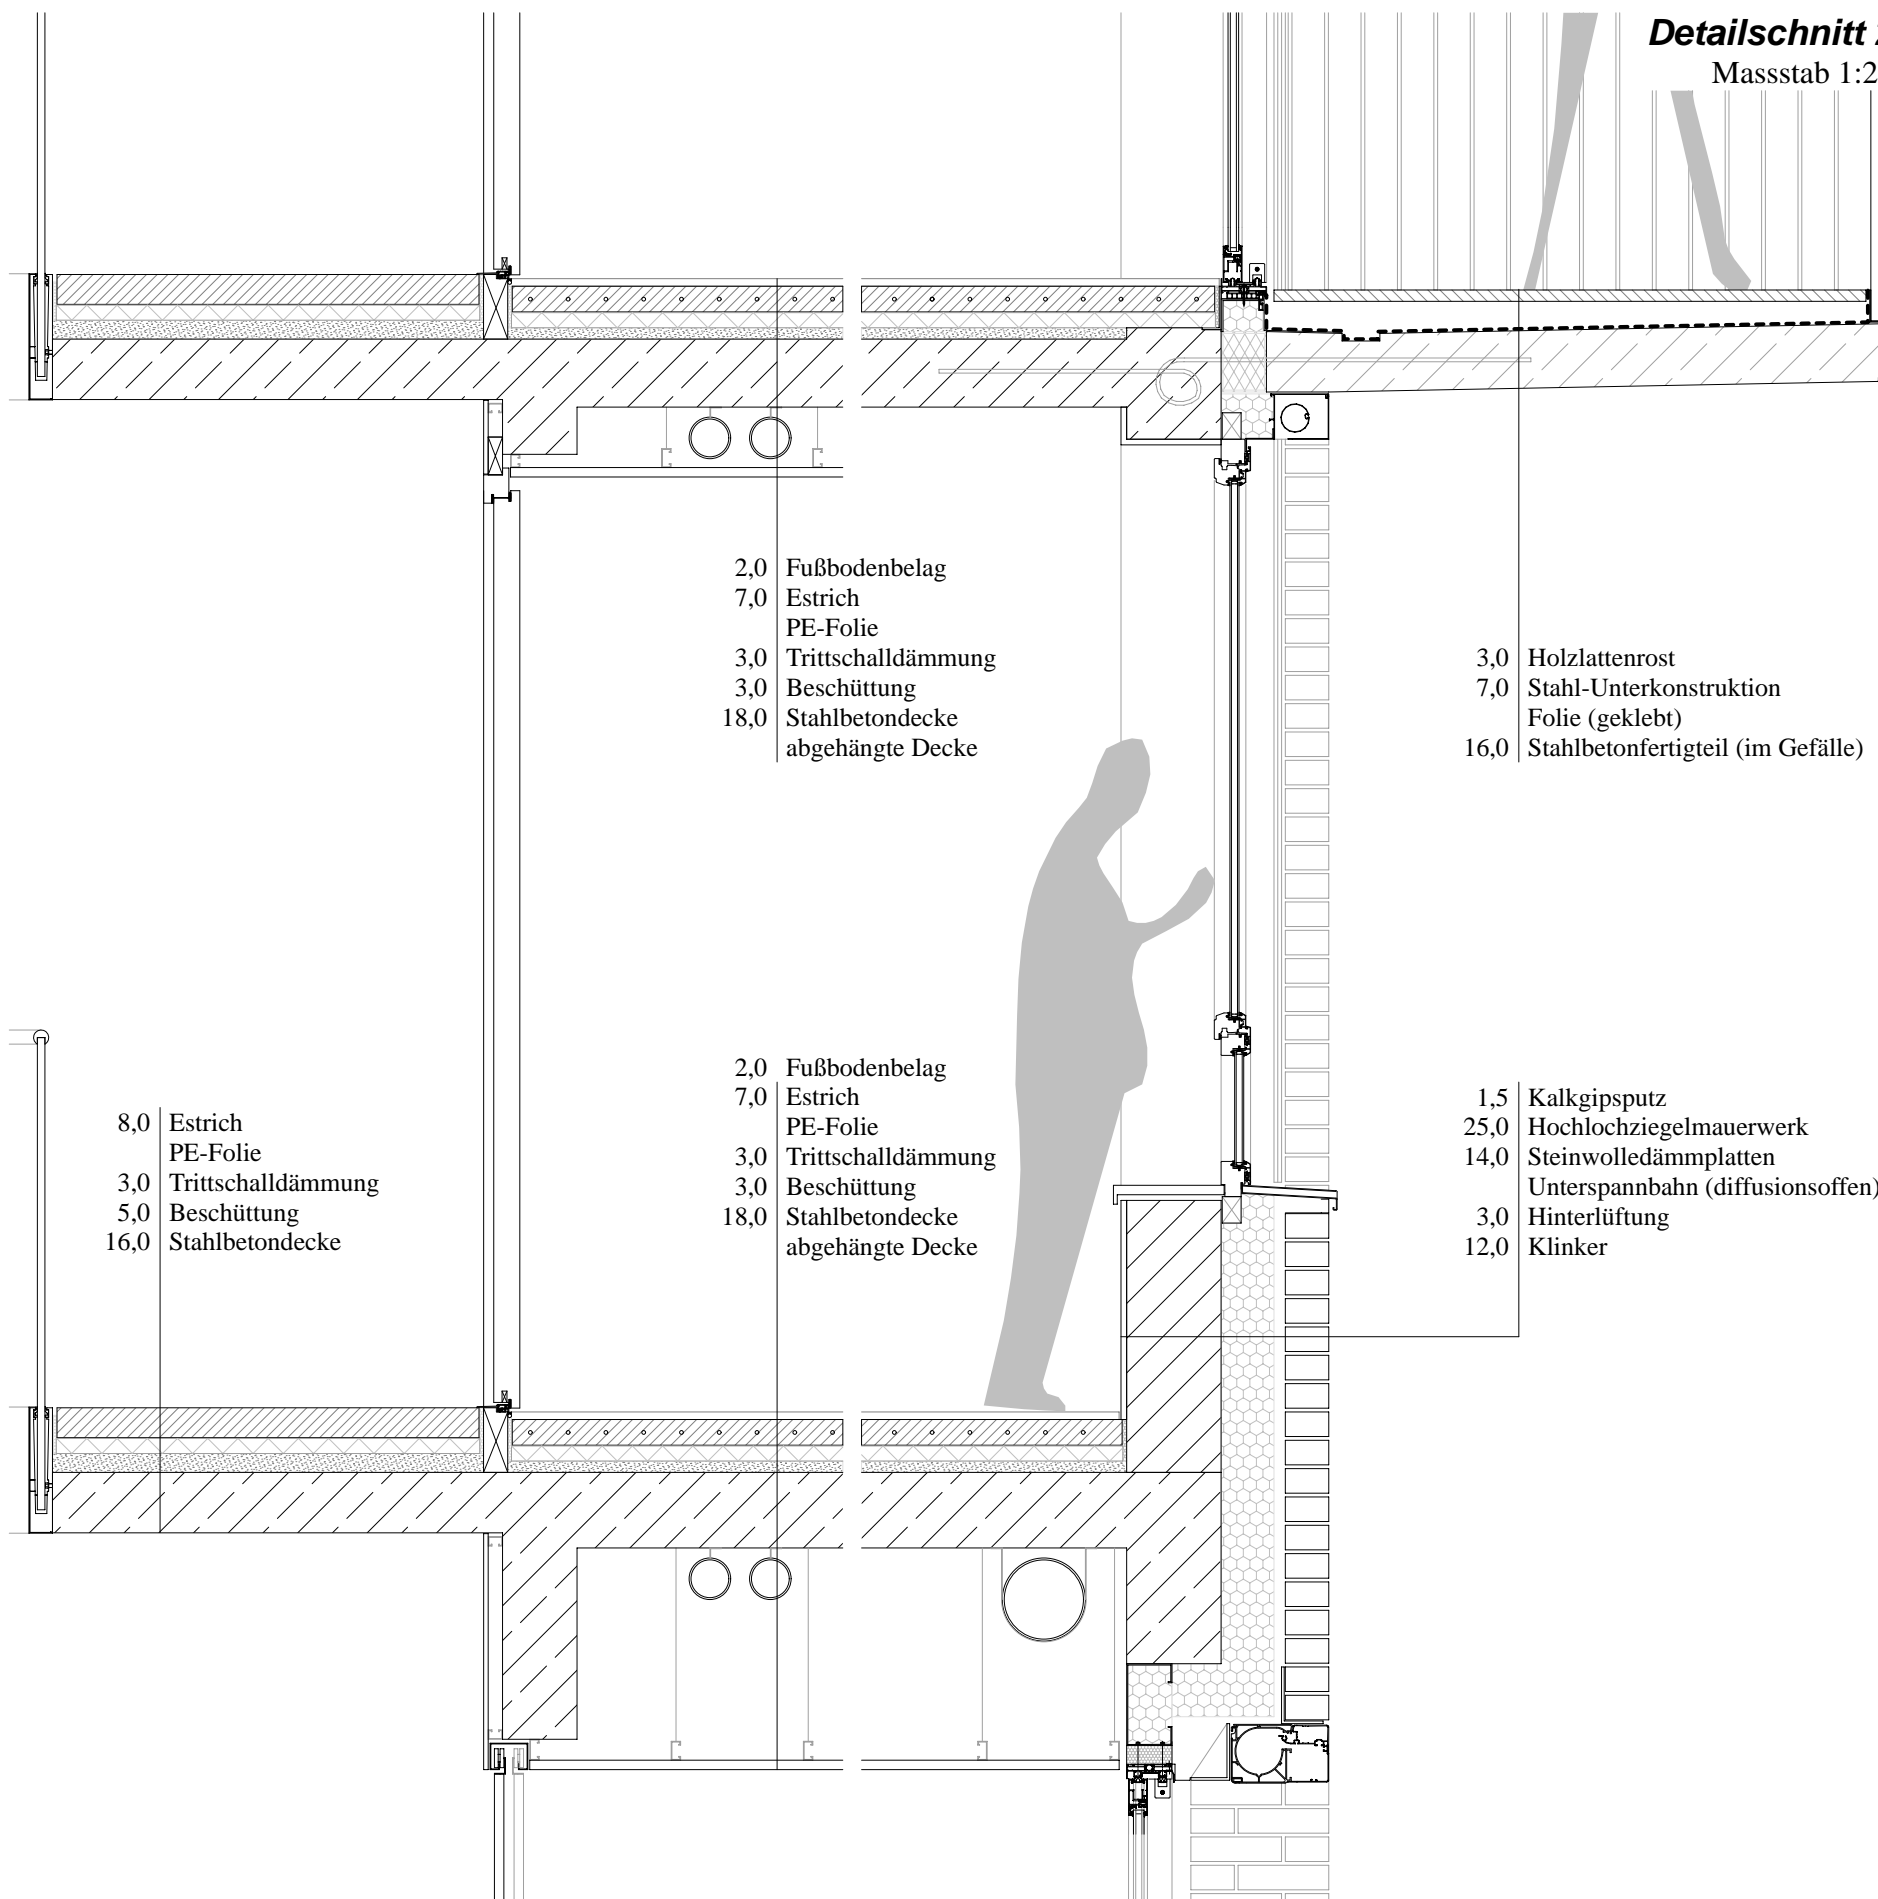 Detailschnitt
Massstab 1:2
2,0 Fußbodenbelag
7,0 Estrich
PE-Folie
3,0 Trittschalldämmung
3,0 Beschüttung
18,0 Stahlbetondecke
abgehängte Decke
3,0 Holzlattenrost
7,0 Stahl-Unterkonstruktion
Folie (geklebt)
16,0 Stahlbetonfertigteil (im Gefälle)
8,0 Estrich
PE-Folie
3,0 Trittschalldämmung
5,0 Beschüttung
16,0 Stahlbetondecke
2,0 Fußbodenbelag
7,0 Estrich
PE-Folie
3,0 Trittschalldämmung
3,0 Beschüttung
18,0 Stahlbetondecke
abgehängte Decke
1,5 Kalkgipsputz
25,0 Hochlochziegelmauerwerk
14,0 Steinwolledämmplatten
Unterspannbahn (diffusionsoffen)
3,0 Hinterlüftung
12,0 Klinker